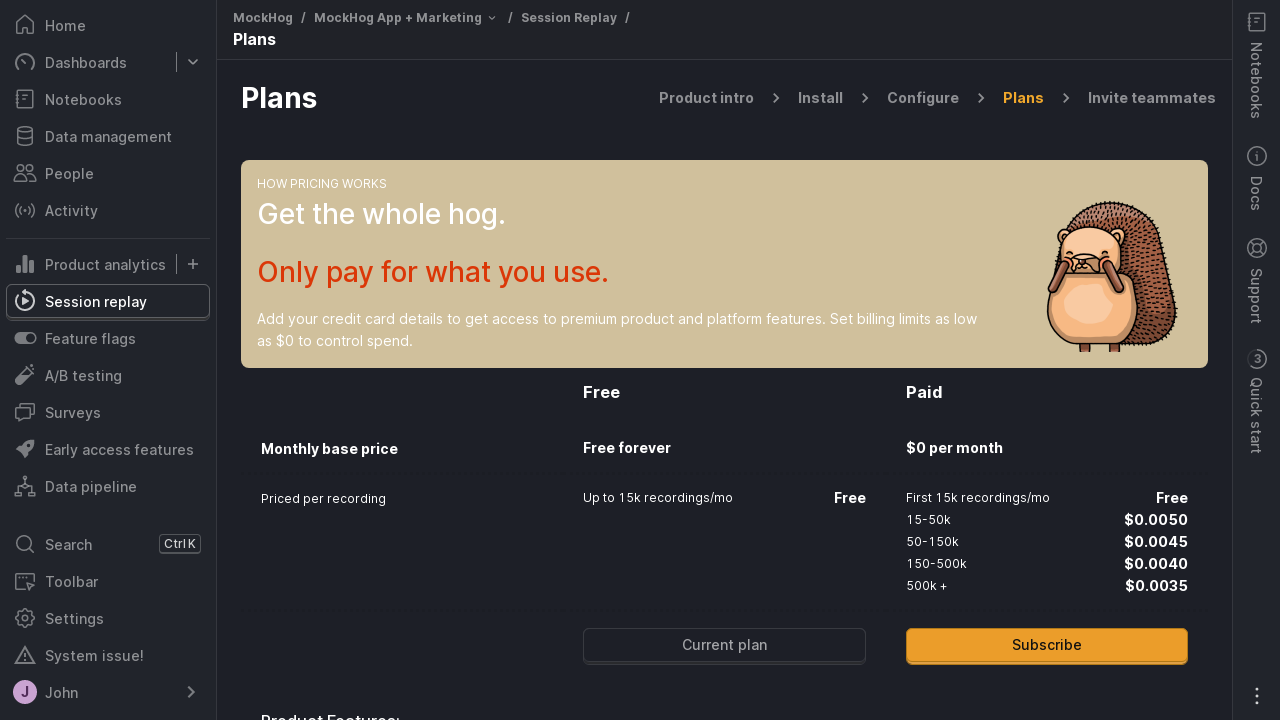 Home
Dashboards
Notebooks
Data management
People
Activity
Product analytics
Session replay
Feature flags
A/B testing
Surveys
Early access features
Data pipeline
Search Ctrl K
Toolbar
Settings
System issue!
J John
MockHog / MockHog App + Marketing / Session Replay /
Plans
Plans
Product intro Install Configure Plans Invite teammates
HOW PRICING WORKS
Get the whole hog.
Only pay for what you use.
Add your credit card details to get access to premium product and platform features. Set billing limits as low
as $0 to control spend.
Free Paid
Monthly base price Free forever $0 per month
Priced per recording Up to 15k recordings/mo Free First 15k recordings/mo Free
15-50k $0.0050
50-150k $0.0045
150-500k $0.0040
500k + $0.0035
Current plan Subscribe
Product Features:
Notebooks
Docs
Support
3 Quick start